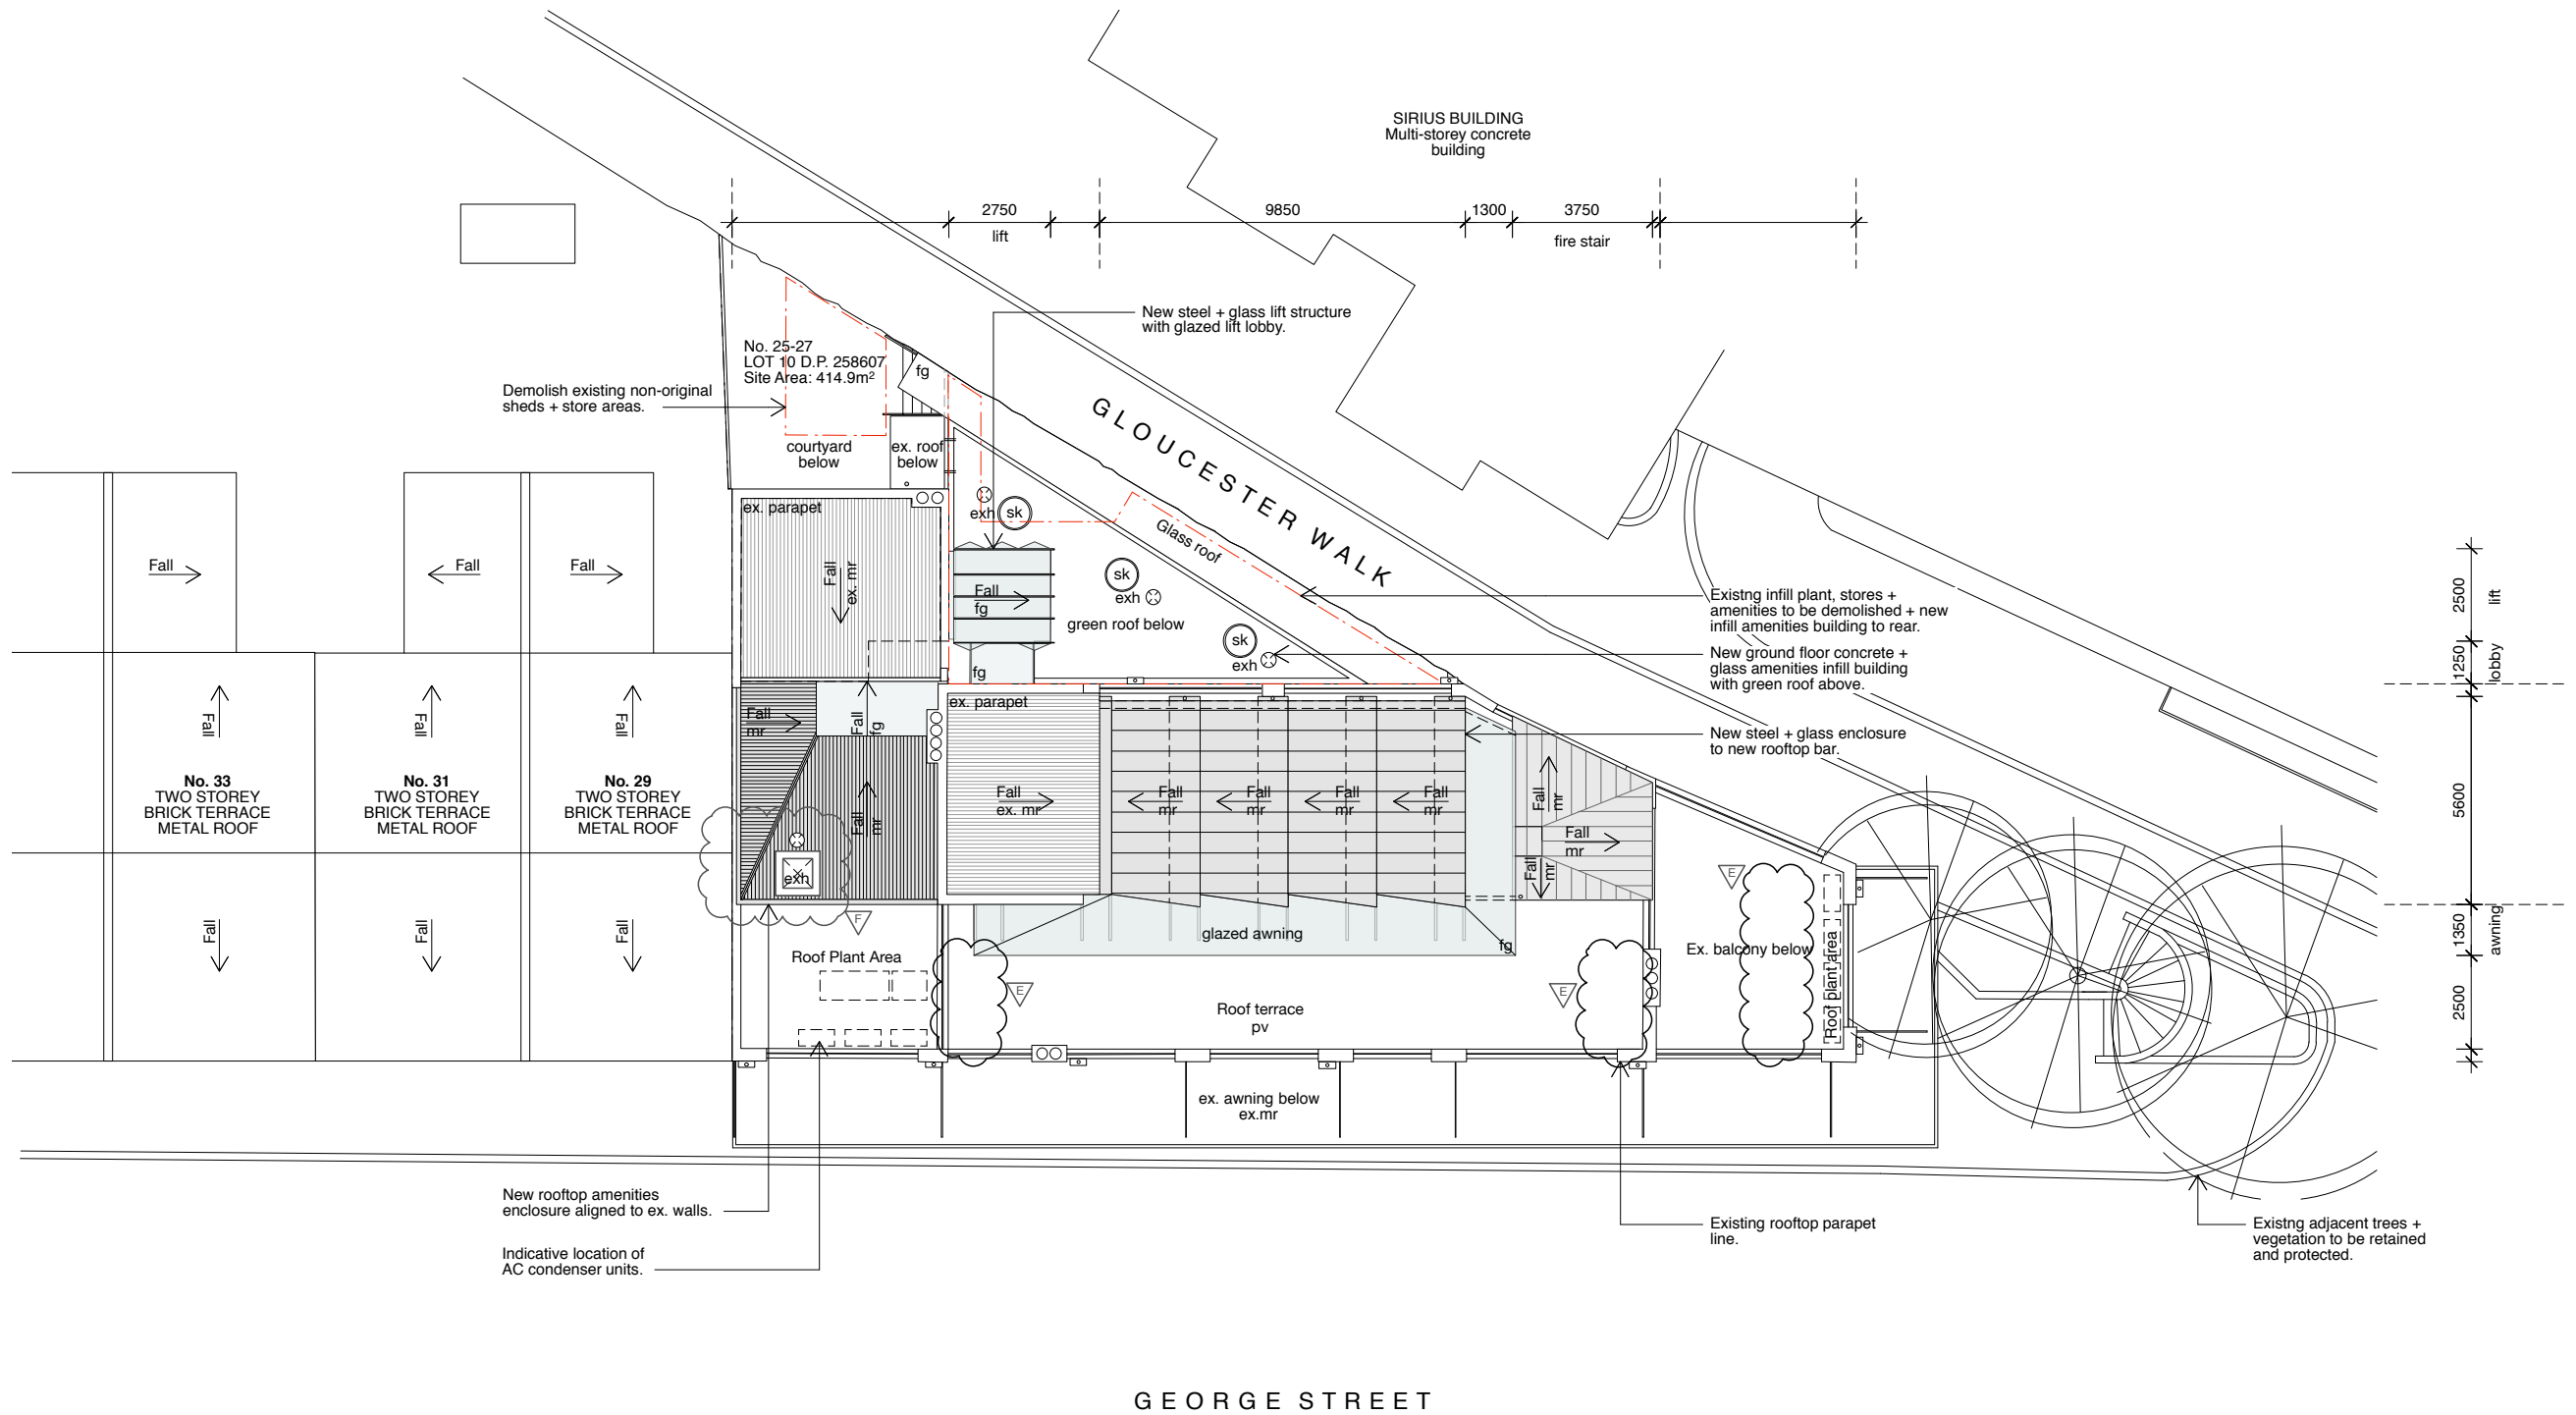 SIRIUS BUILDING
Multi-storey concrete
building
2750
9850
1300
3750
lift
fire stair
New steel + glass lift structure
with glazed lift lobby.
No. 25-27
LOT 10 D.P. 258607
Site Area: 414.9m²
fg
Demolish existing non-original
sheds + store areas.
GLOUCESTER WALK
courtyard
below
ex. roof
below
ex. parapet
exh
sk
Glass roof
Fall
Fall
Fall
Fall
ex. mr
Fall
fg
sk
exh
green roof below
sk
exh
fg
Existng infill plant, stores +
amenities to be demolished + new
infill amenities building to rear.
New ground floor concrete +
glass amenities infill building
with green roof above.
2500
lift
1250
lobby
ex. parapet
Fall
Fall
Fall
Fall
mr
Fall
fg
New steel + glass enclosure
to new rooftop bar.
No. 33
TWO STOREY
BRICK TERRACE
METAL ROOF
No. 31
TWO STOREY
BRICK TERRACE
METAL ROOF
No. 29
TWO STOREY
BRICK TERRACE
METAL ROOF
Fall
mr
Fall
ex. mr
Fall
mr
Fall
mr
Fall
mr
Fall
mr
Fall
mr
Fall
mr
Fall
mr
5600
exh
E
F
Fall
Fall
Fall
glazed awning
fg
Ex. balcony below
Roof plant area
1350
awning
Roof Plant Area
E
E
Roof terrace
pv
2500
ex. awning below
ex.mr
New rooftop amenities
enclosure aligned to ex. walls.
Indicative location of
AC condenser units.
Existing rooftop parapet
line.
Existng adjacent trees +
vegetation to be retained
and protected.
GEORGE STREET